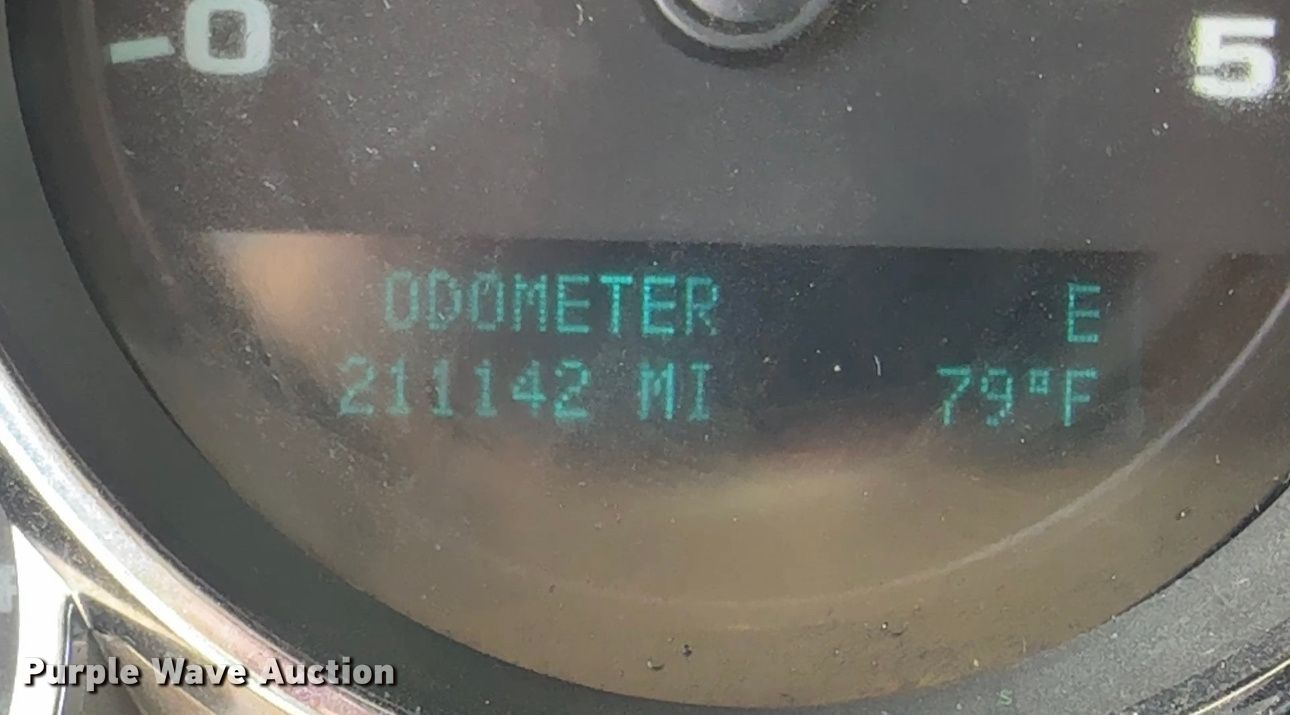 -0
5
ODOMETER E
211142 MI 79°F
Purple Wave Auction